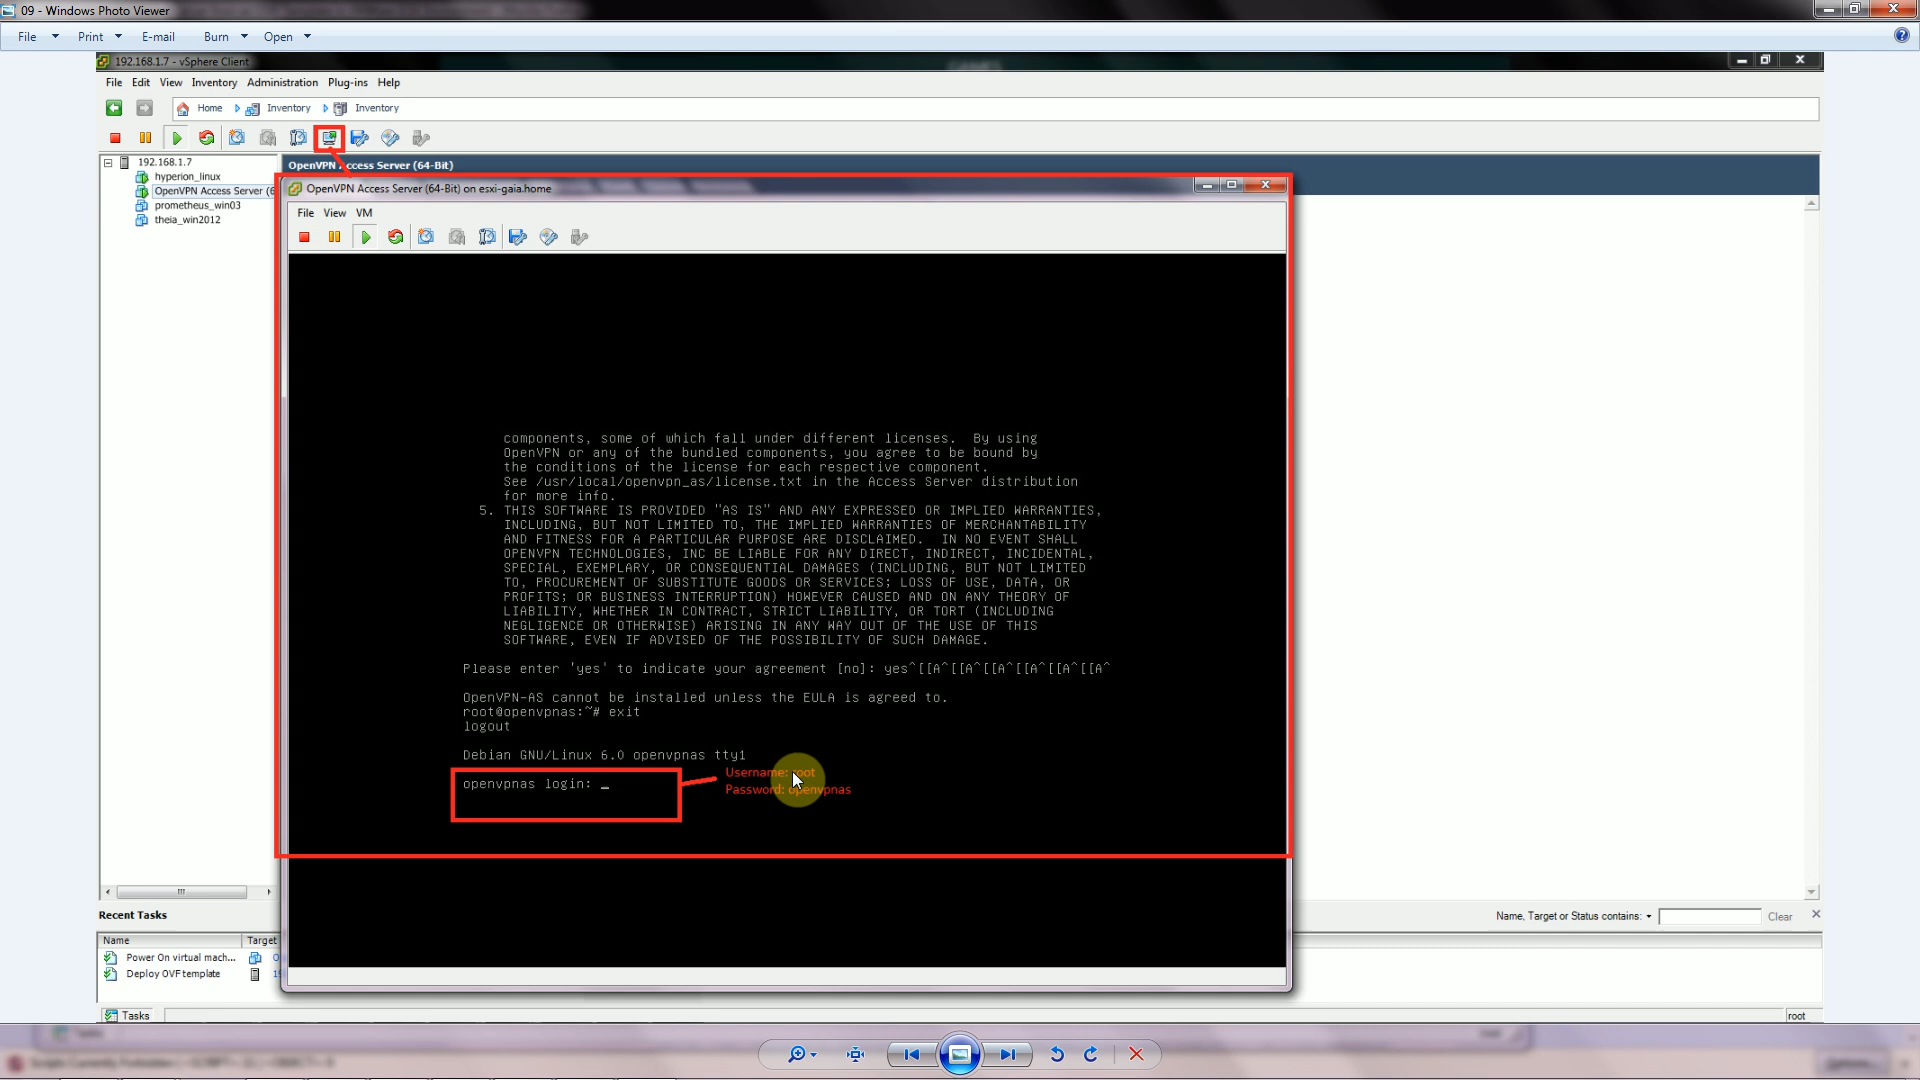 09 - Windows Photo Viewer
File Print E-mail Burn Open
192.168.1.7 - vSphere Client
File Edit View Inventory Administration Plug-ins Help
Home Inventory Inventory
192.168.1.7
hyperion_linux
OpenVPN Access Server (6
prometheus_win03
theia_win2012
OpenVPN Access Server (64-Bit)
OpenVPN Access Server (64-Bit) on esxi-gaia.home
File View VM
components, some of which fall under different licenses. By using
OpenVPN or any of the bundled components, you agree to be bound by
the conditions of the license for each respective component.
See /usr/local/openvpn_as/license.txt in the Access Server distribution
for more info.
5. THIS SOFTWARE IS PROVIDED "AS IS" AND ANY EXPRESSED OR IMPLIED WARRANTIES,
INCLUDING, BUT NOT LIMITED TO, THE IMPLIED WARRANTIES OF MERCHANTABILITY
AND FITNESS FOR A PARTICULAR PURPOSE ARE DISCLAIMED. IN NO EVENT SHALL
OPENVPN TECHNOLOGIES, INC BE LIABLE FOR ANY DIRECT, INDIRECT, INCIDENTAL,
SPECIAL, EXEMPLARY, OR CONSEQUENTIAL DAMAGES (INCLUDING, BUT NOT LIMITED
TO, PROCUREMENT OF SUBSTITUTE GOODS OR SERVICES; LOSS OF USE, DATA, OR
PROFITS; OR BUSINESS INTERRUPTION) HOWEVER CAUSED AND ON ANY THEORY OF
LIABILITY, WHETHER IN CONTRACT, STRICT LIABILITY, OR TORT (INCLUDING
NEGLIGENCE OR OTHERWISE) ARISING IN ANY WAY OUT OF THE USE OF THIS
SOFTWARE, EVEN IF ADVISED OF THE POSSIBILITY OF SUCH DAMAGE.
Please enter 'yes' to indicate your agreement [no]: yes^[[A^[[A^[[A^[[A^[[A^[[A^
OpenVPN-AS cannot be installed unless the EULA is agreed to.
root@openvpnas:~# exit
logout
Debian GNU/Linux 6.0 openvpnas tty1
openvpnas login: _
Username: root
Password: openvpnas
Recent Tasks
Name, Target or Status contains: Clear
Name Target
Power On virtual mach...
Deploy OVF template
Tasks
root